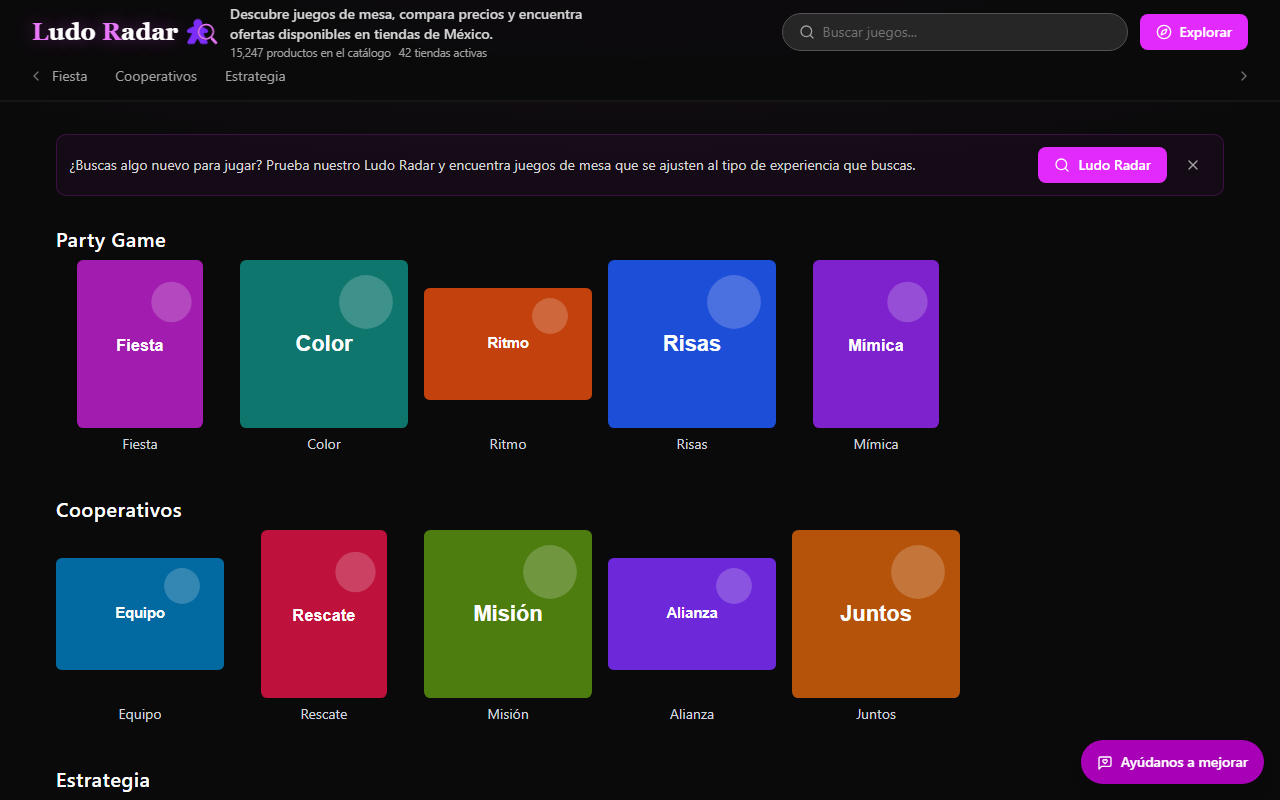 Ludo Radar
Descubre juegos de mesa, compara precios y encuentra
ofertas disponibles en tiendas de México.
15,247 productos en el catálogo 42 tiendas activas
Buscar juegos...
Explorar
Fiesta Cooperativos Estrategia
¿Buscas algo nuevo para jugar? Prueba nuestro Ludo Radar y encuentra juegos de mesa que se ajusten al tipo de experiencia que buscas.
Ludo Radar
Party Game
Fiesta Color Ritmo Risas Mímica
Fiesta Color Ritmo Risas Mímica
Cooperativos
Equipo Rescate Misión Alianza Juntos
Equipo Rescate Misión Alianza Juntos
Ayúdanos a mejorar
Estrategia